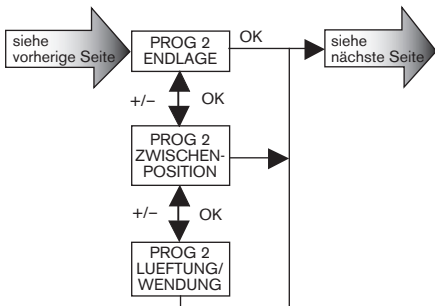 siehe
vorherige Seite
PROG 2
ENDLAGE
OK
siehe
nächste Seite
+/– OK
PROG 2
ZWISCHEN-
POSITION
+/– OK
PROG 2
LUEFTUNG/
WENDUNG